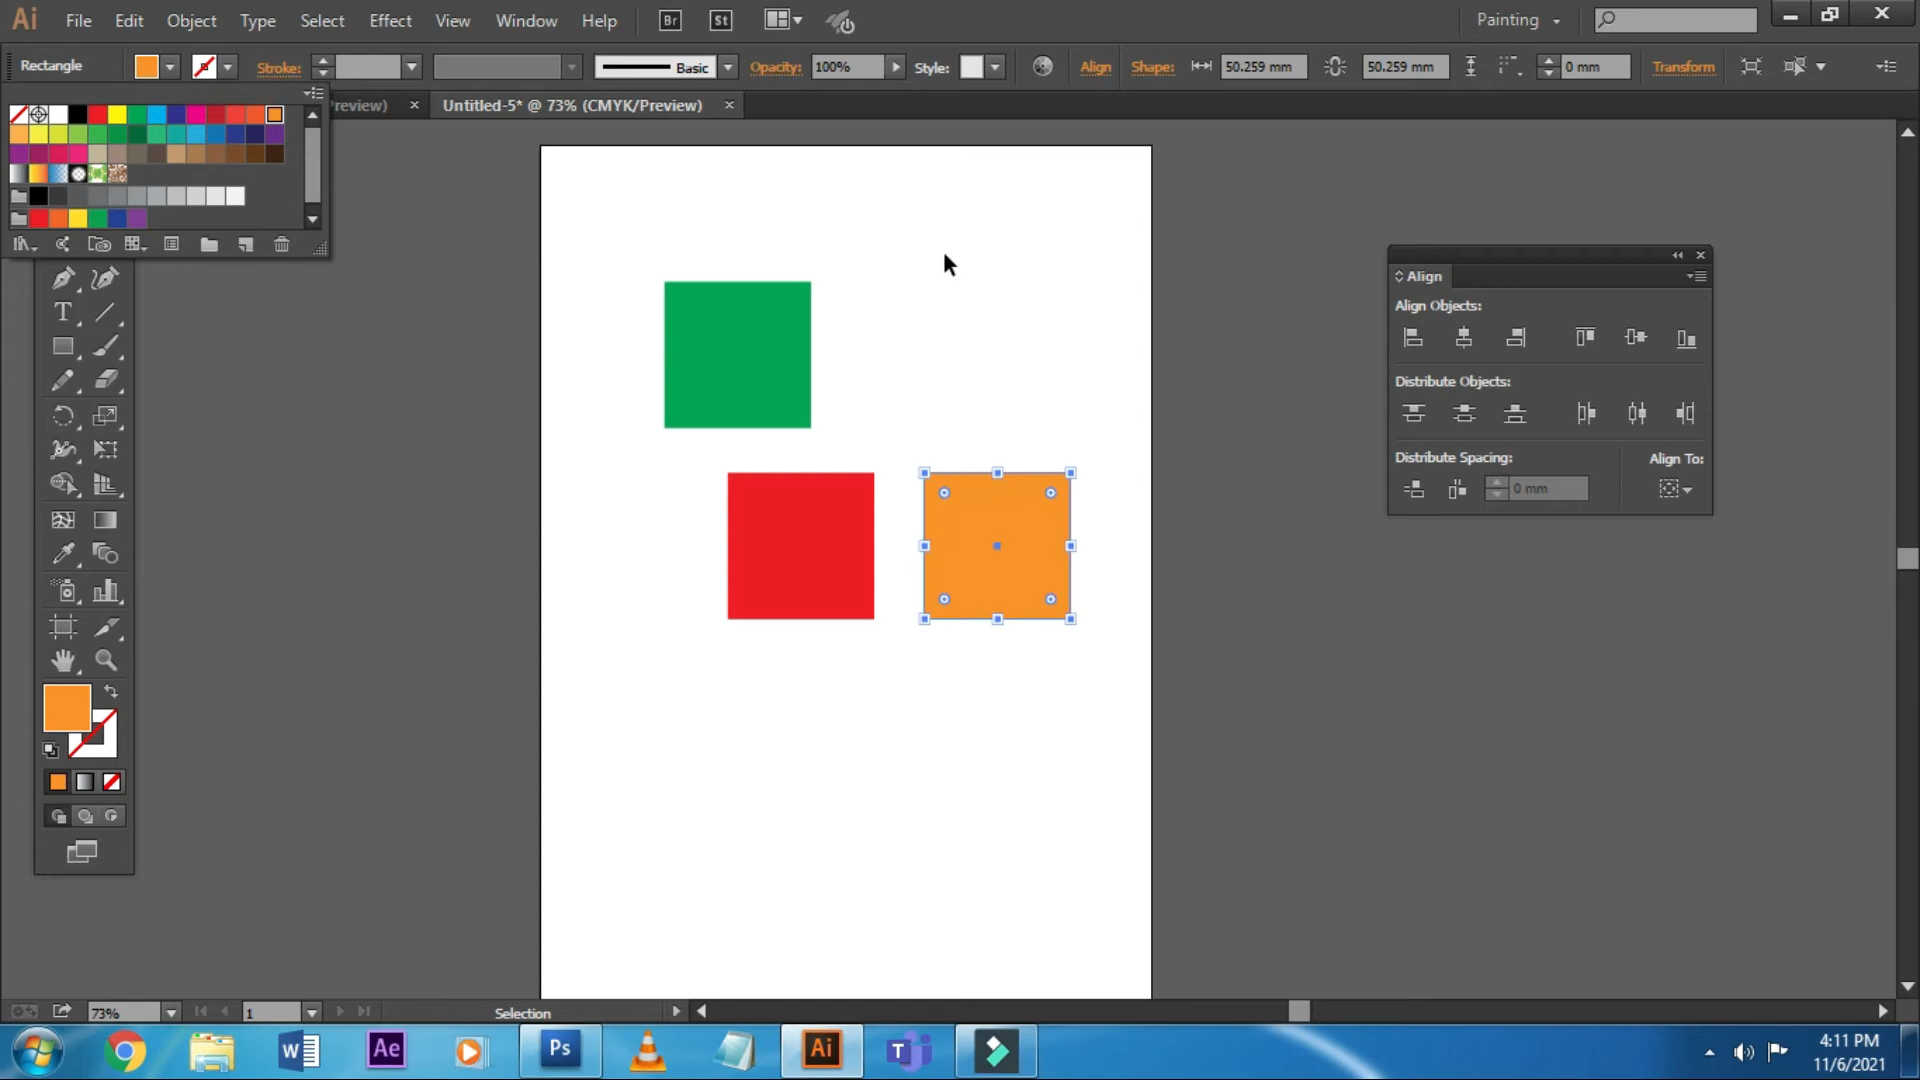 Ai File Edit Object Type Select Effect View Window Help Br St Painting
Rectangle Stroke: Basic Opacity: 100% Style: Align Shape: 50.259 mm 50.259 mm 0 mm Transform
Preview) × Untitled-5* @ 73% (CMYK/Preview) ×
Align
Align Objects:
Distribute Objects:
Distribute Spacing: Align To:
0 mm
T
73% 1 Selection
W Ae Ps Ai T 4:11 PM
11/6/2021